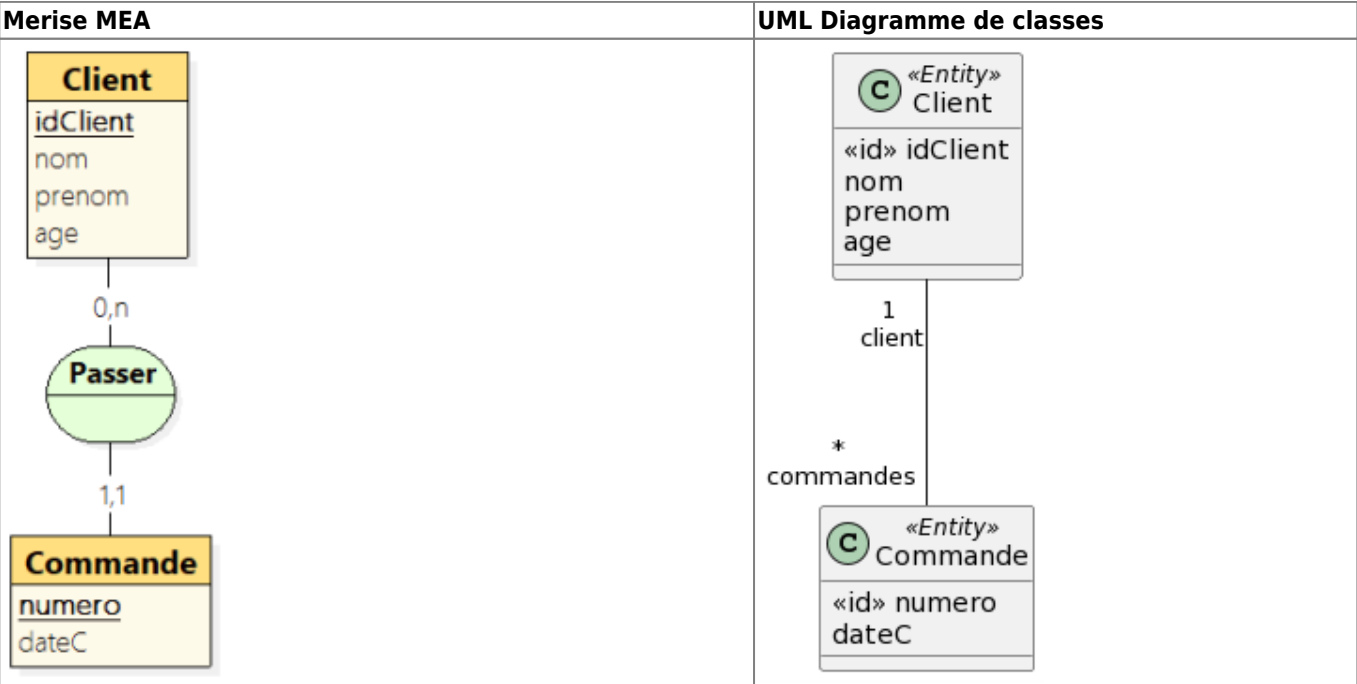 Merise MEA
Client
idClient
nom
prenom
age
0,n
Passer
1,1
Commande
numero
dateC
UML Diagramme de classes
C «Entity»
Client
«id» idClient
nom
prenom
age
1
client
*
commandes
C «Entity»
Commande
«id» numero
dateC